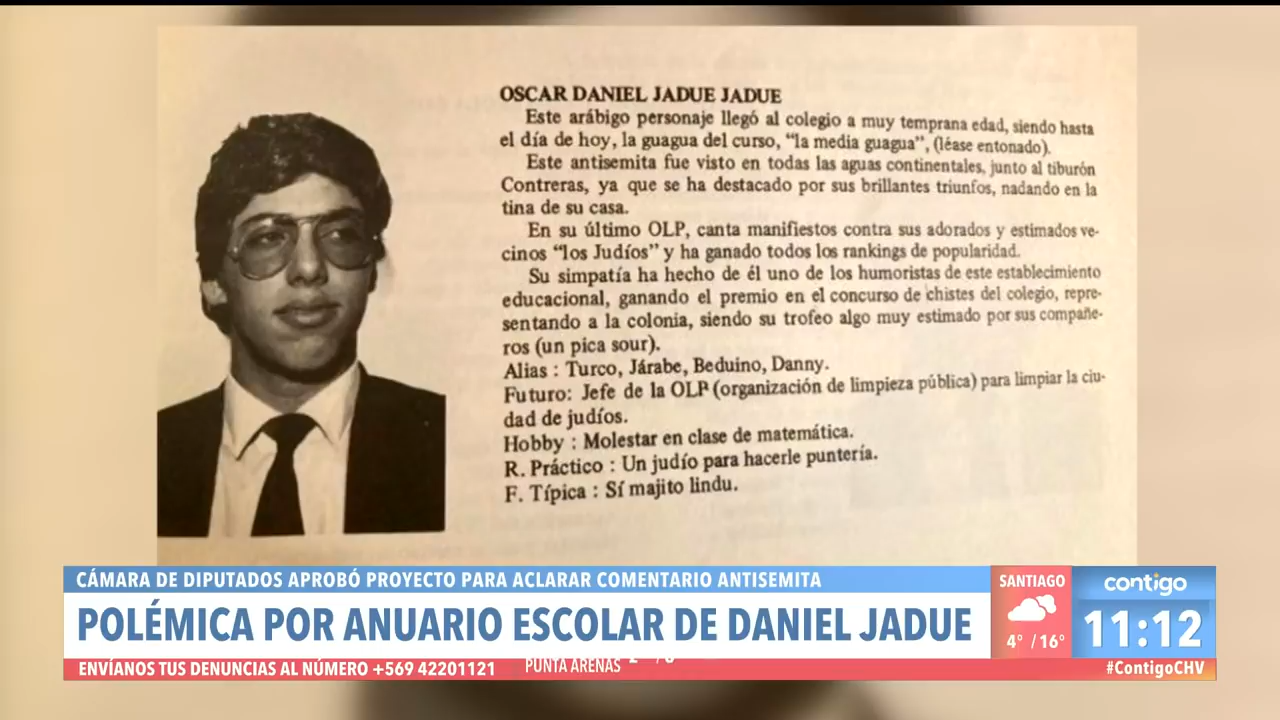 OSCAR DANIEL JADUE JADUE
Este arábigo personaje llegó al colegio a muy temprana edad, siendo hasta
el día de hoy, la guagua del curso, "la media guagua", (léase entonado).
Este antisemita fue visto en todas las aguas continentales, junto al tiburón
Contreras, ya que se ha destacado por sus brillantes triunfos, nadando en la
tina de su casa.
En su último OLP, canta manifiestos contra sus adorados y estimados ve-
cinos "los Judíos" y ha ganado todos los rankings de popularidad.
Su simpatía ha hecho de él uno de los humoristas de este establecimiento
educacional, ganando el premio en el concurso de chistes del colegio, repre-
sentando a la colonia, siendo su trofeo algo muy estimado por sus compañe-
ros (un pica sour).
Alias : Turco, Járabe, Beduino, Danny.
Futuro: Jefe de la OLP (organización de limpieza pública) para limpiar la ciu-
dad de judíos.
Hobby : Molestar en clase de matemática.
R. Práctico : Un judío para hacerle puntería.
F. Típica : Sí majito lindu.
CÁMARA DE DIPUTADOS APROBÓ PROYECTO PARA ACLARAR COMENTARIO ANTISEMITA
POLÉMICA POR ANUARIO ESCOLAR DE DANIEL JADUE
SANTIAGO
4° / 16°
contigo
11:12
ENVÍANOS TUS DENUNCIAS AL NÚMERO +569 42201121
PUNTA ARENAS
#ContigoCHV